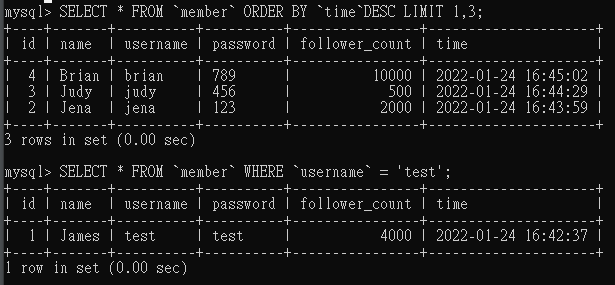 mysql> SELECT * FROM `member` ORDER BY `time`DESC LIMIT 1,3;
+----+-------+----------+----------+----------------+---------------------+
| id | name  | username | password | follower_count | time                |
+----+-------+----------+----------+----------------+---------------------+
|  4 | Brian | brian    | 789      |          10000 | 2022-01-24 16:45:02 |
|  3 | Judy  | judy     | 456      |            500 | 2022-01-24 16:44:29 |
|  2 | Jena  | jena     | 123      |           2000 | 2022-01-24 16:43:59 |
+----+-------+----------+----------+----------------+---------------------+
3 rows in set (0.00 sec)
mysql> SELECT * FROM `member` WHERE `username` = 'test';
+----+-------+----------+----------+----------------+---------------------+
| id | name  | username | password | follower_count | time                |
+----+-------+----------+----------+----------------+---------------------+
|  1 | James | test     | test     |           4000 | 2022-01-24 16:42:37 |
+----+-------+----------+----------+----------------+---------------------+
1 row in set (0.00 sec)